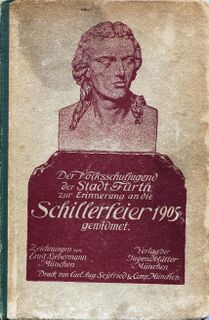 Der Volksschuljugend
der Stadt Fürth
zur Erinnerung an die
Schillerfeier 1905
gewidmet.
Zeichnungen von
Ernst Liebermann
München
Verlag der
Jugendblätter
München
Druck von Carl Aug. Seyfried & Comp. München.